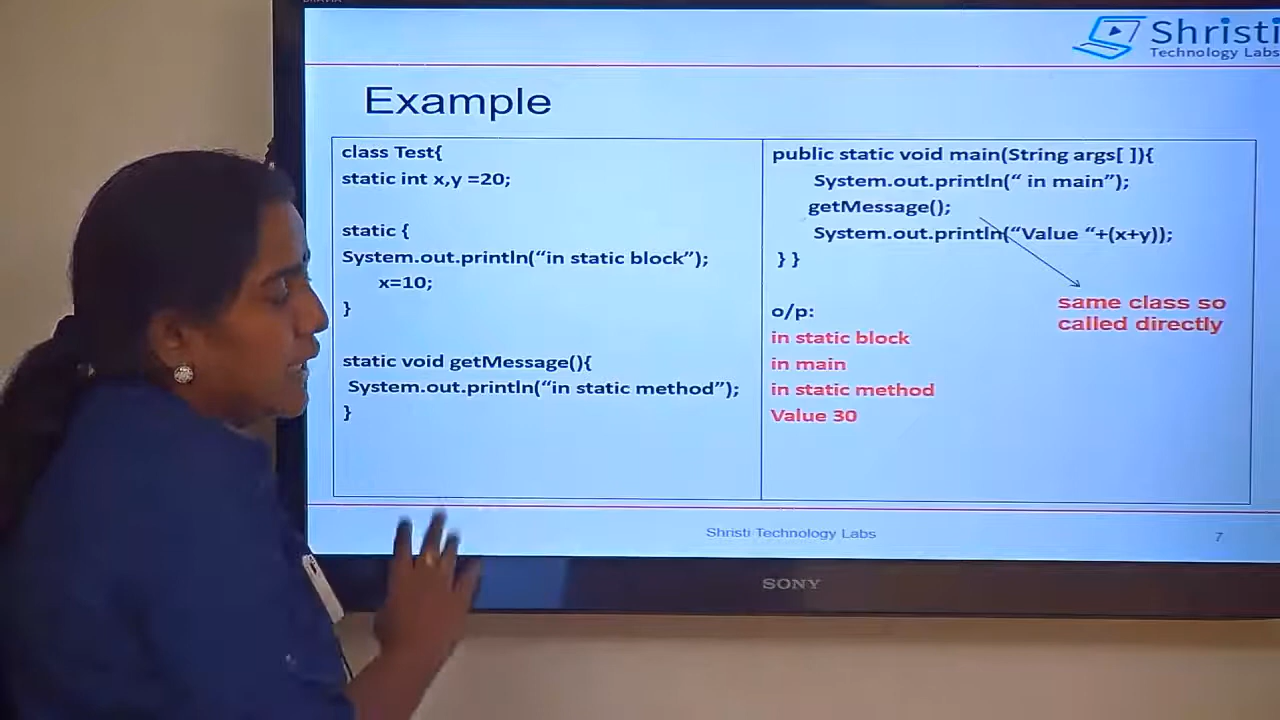 Shristi
Technology Labs
Example
class Test{
static int x,y =20;
static {
System.out.println(“in static block”);
x=10;
}
static void getMessage(){
System.out.println(“in static method”);
}
public static void main(String args[ ]){
System.out.println(“ in main”);
getMessage();
System.out.println(“Value “+(x+y));
} }
same class so
called directly
o/p:
in static block
in main
in static method
Value 30
Shristi Technology Labs
7
SONY